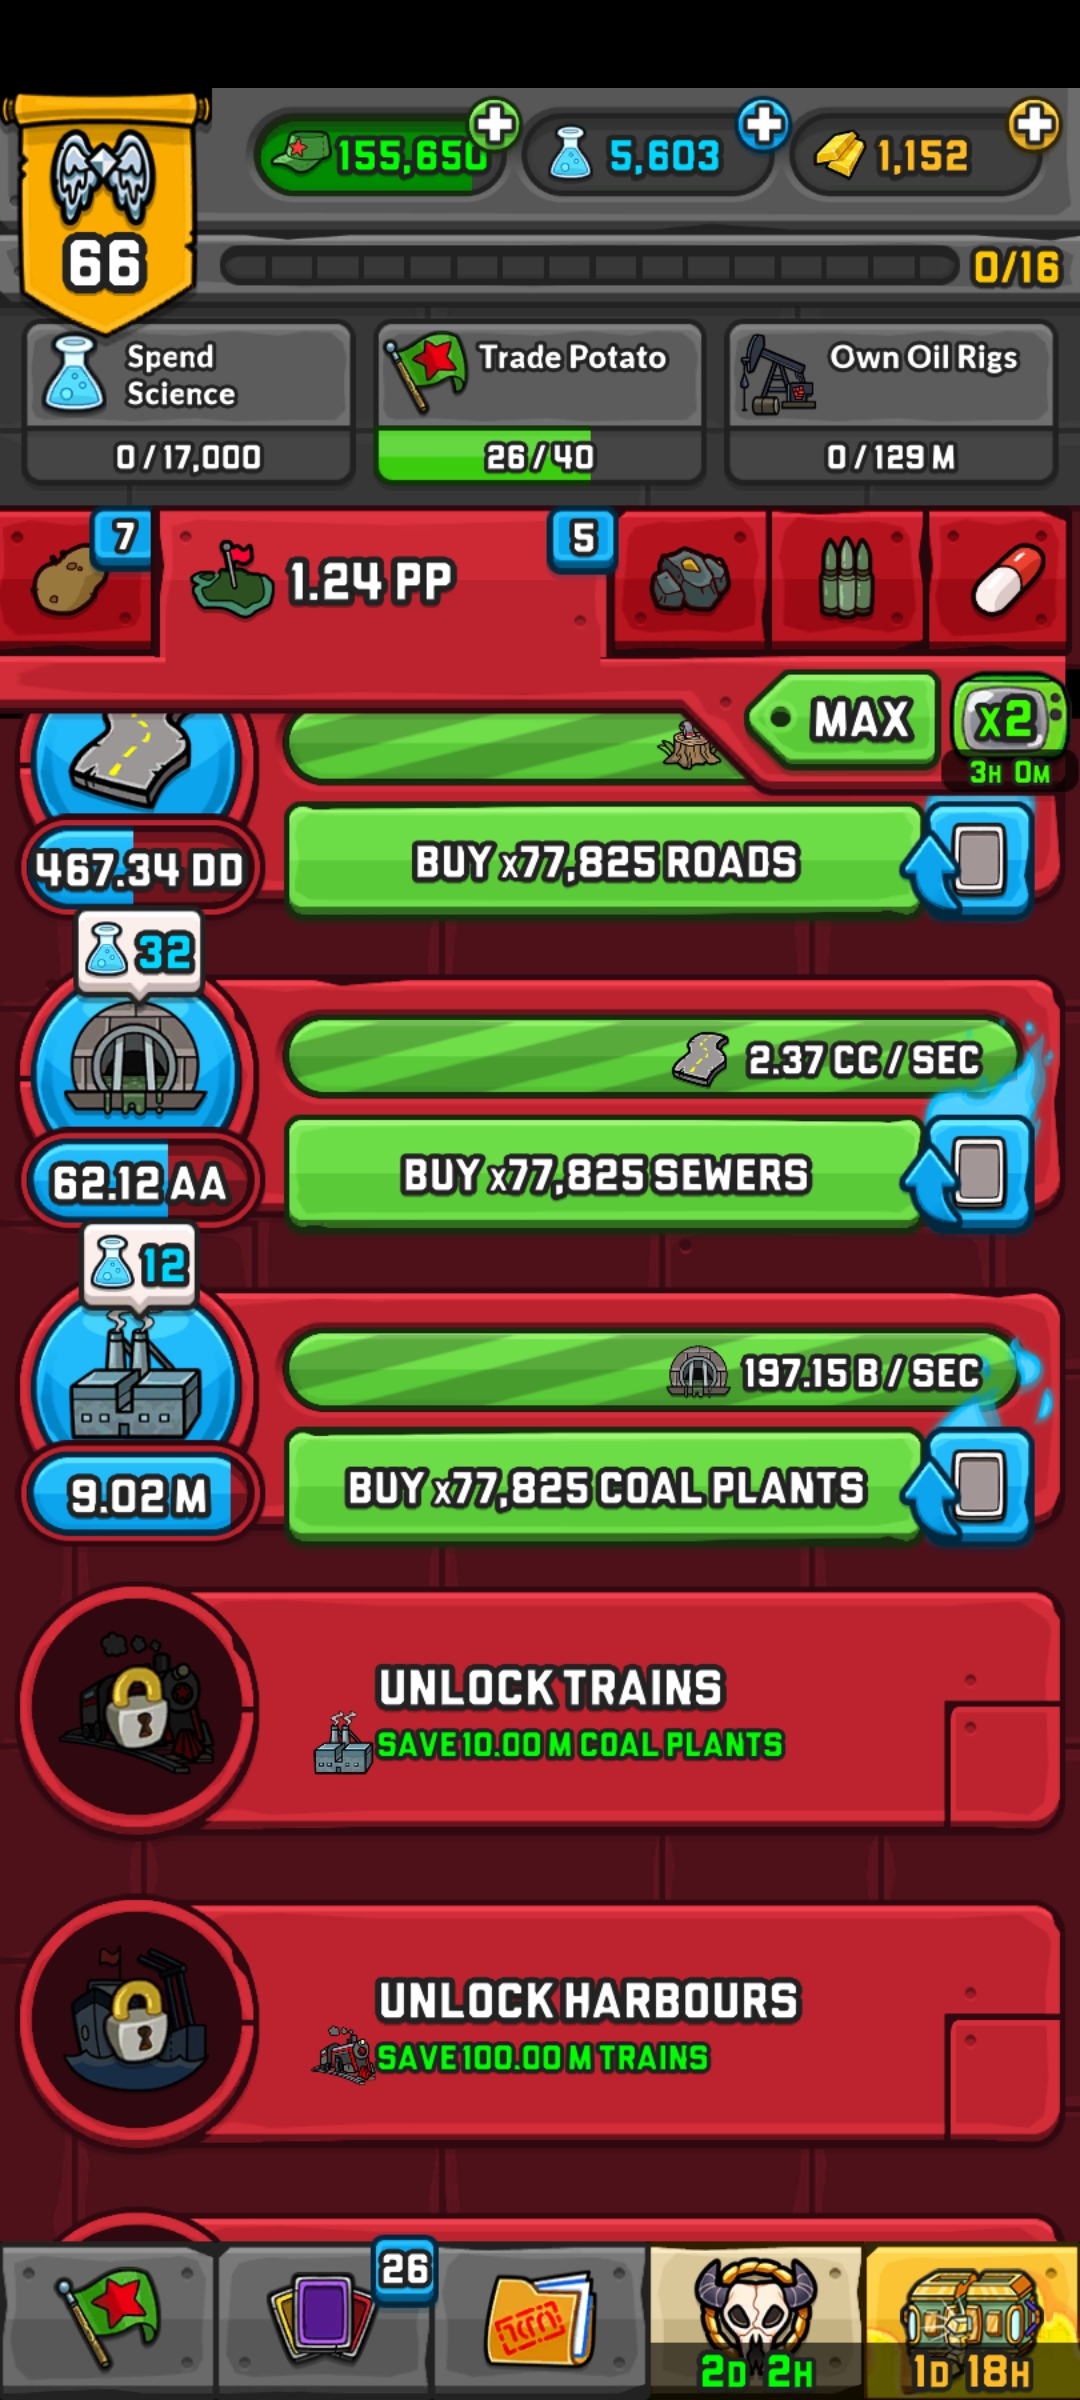 155,650
5,603
1,152
66
0/16
Spend
Science
0/17,000
Trade Potato
26/40
Own Oil Rigs
0/129 M
7
1.24 PP
5
MAX
x2
3H 0M
467.34 DD
BUY x77,825 ROADS
32
2.37 CC/SEC
62.12 AA
BUY x77,825 SEWERS
12
197.15 B/SEC
9.02 M
BUY x77,825 COAL PLANTS
UNLOCK TRAINS
SAVE 10.00 M COAL PLANTS
UNLOCK HARBOURS
SAVE 100.00 M TRAINS
26
2D 2H
1D 18H